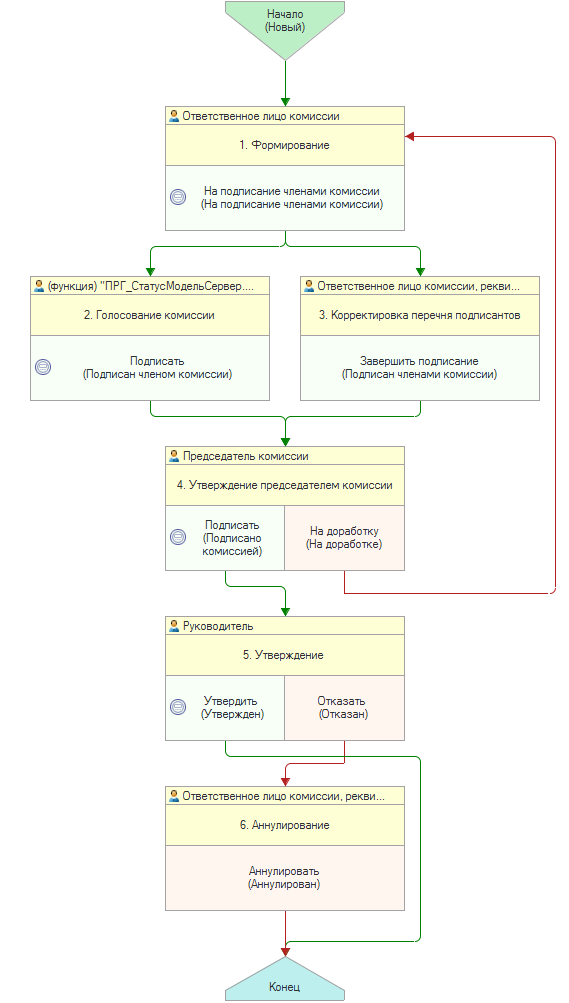 Начало
(Новый)
Ответственное лицо комиссии
1. Формирование
На подписание членами комиссии
(На подписание членами комиссии)
(функция) "ПРГ_СтатусМодельСервер....
2. Голосование комиссии
Подписать
(Подписан членом комиссии)
Ответственное лицо комиссии, рекви...
3. Корректировка перечня подписантов
Завершить подписание
(Подписан членами комиссии)
Председатель комиссии
4. Утверждение председателем комиссии
Подписать
(Подписано
комиссией)
На доработку
(На доработке)
Руководитель
5. Утверждение
Утвердить
(Утвержден)
Отказать
(Отказан)
Ответственное лицо комиссии, рекви...
6. Аннулирование
Аннулировать
(Аннулирован)
Конец